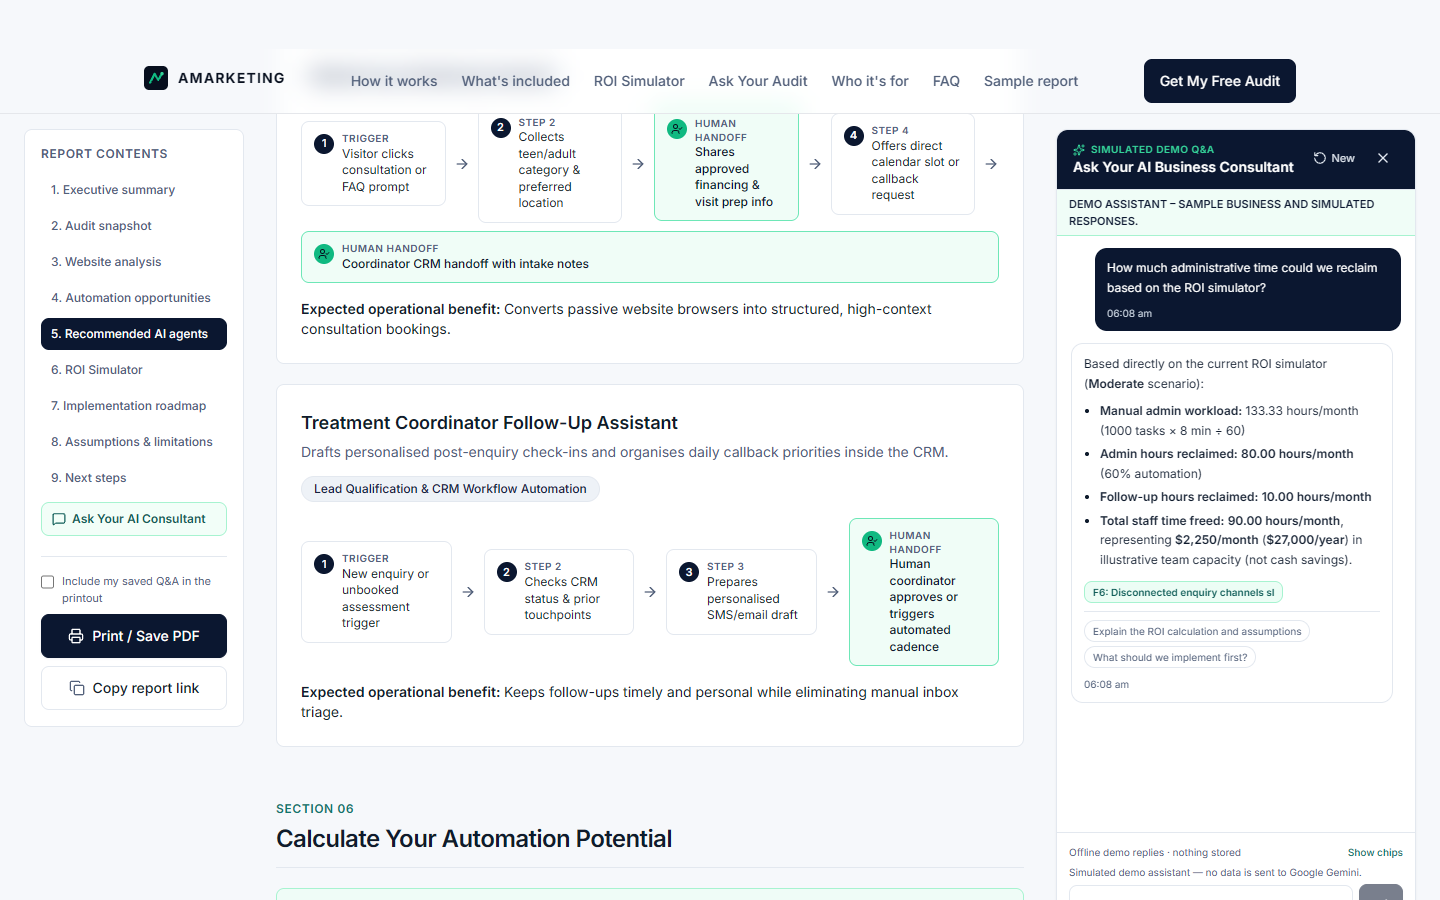 AMARKETING
How it works
What's included
ROI Simulator
Ask Your Audit
Who it's for
FAQ
Sample report
Get My Free Audit
REPORT CONTENTS
1. Executive summary
2. Audit snapshot
3. Website analysis
4. Automation opportunities
5. Recommended AI agents
6. ROI Simulator
7. Implementation roadmap
8. Assumptions & limitations
9. Next steps
Ask Your AI Consultant
Include my saved Q&A in the
printout
Print / Save PDF
Copy report link
1
TRIGGER
Visitor clicks
consultation or
FAQ prompt
2
STEP 2
Collects
teen/adult
category &
preferred
location
HUMAN
HANDOFF
Shares
approved
financing &
visit prep info
4
STEP 4
Offers direct
calendar slot or
callback
request
HUMAN HANDOFF
Coordinator CRM handoff with intake notes
Expected operational benefit: Converts passive website browsers into structured, high-context
consultation bookings.
Treatment Coordinator Follow-Up Assistant
Drafts personalised post-enquiry check-ins and organises daily callback priorities inside the CRM.
Lead Qualification & CRM Workflow Automation
1
TRIGGER
New enquiry or
unbooked
assessment
trigger
2
STEP 2
Checks CRM
status & prior
touchpoints
3
STEP 3
Prepares
personalised
SMS/email draft
HUMAN
HANDOFF
Human
coordinator
approves or
triggers
automated
cadence
Expected operational benefit: Keeps follow-ups timely and personal while eliminating manual inbox
triage.
SECTION 06
Calculate Your Automation Potential
SIMULATED DEMO Q&A
Ask Your AI Business Consultant
New
DEMO ASSISTANT – SAMPLE BUSINESS AND SIMULATED
RESPONSES.
How much administrative time could we reclaim
based on the ROI simulator?
06:08 am
Based directly on the current ROI simulator
(Moderate scenario):
• Manual admin workload: 133.33 hours/month
(1000 tasks × 8 min ÷ 60)
• Admin hours reclaimed: 80.00 hours/month
(60% automation)
• Follow-up hours reclaimed: 10.00 hours/month
• Total staff time freed: 90.00 hours/month,
representing $2,250/month ($27,000/year) in
illustrative team capacity (not cash savings).
F6: Disconnected enquiry channels sl
Explain the ROI calculation and assumptions
What should we implement first?
06:08 am
Offline demo replies · nothing stored
Show chips
Simulated demo assistant — no data is sent to Google Gemini.